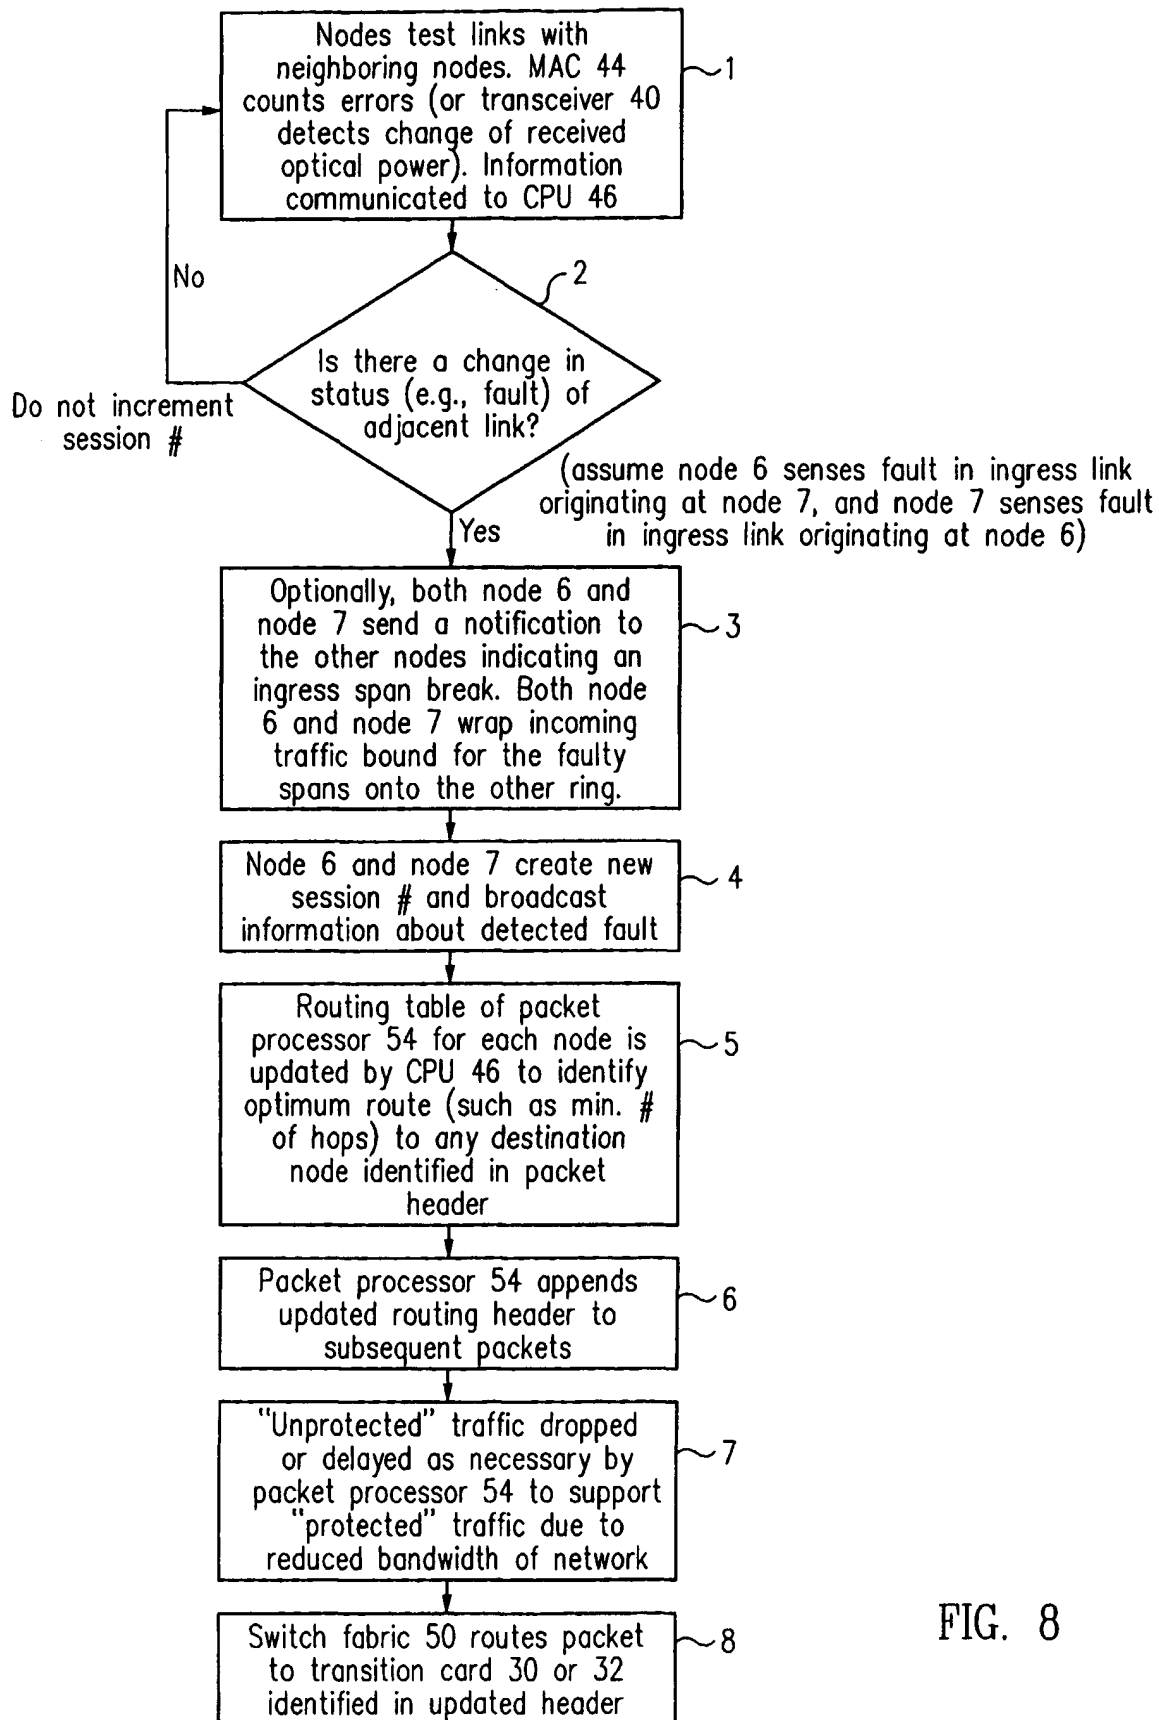 Nodes test links with
neighboring nodes. MAC 44
counts errors (or transceiver 40
detects change of received
optical power). Information
communicated to CPU 46
1
No
2
Is there a change in
status (e.g., fault) of
adjacent link?
Do not increment
session #
(assume node 6 senses fault in ingress link
originating at node 7, and node 7 senses fault
in ingress link originating at node 6)
Yes
Optionally, both node 6 and
node 7 send a notification to
the other nodes indicating an
ingress span break. Both node
6 and node 7 wrap incoming
traffic bound for the faulty
spans onto the other ring.
3
Node 6 and node 7 create new
session # and broadcast
information about detected fault
4
Routing table of packet
processor 54 for each node is
updated by CPU 46 to identify
optimum route (such as min. #
of hops) to any destination
node identified in packet
header
5
Packet processor 54 appends
updated routing header to
subsequent packets
6
"Unprotected" traffic dropped
or delayed as necessary by
packet processor 54 to support
"protected" traffic due to
reduced bandwidth of network
7
Switch fabric 50 routes packet
to transition card 30 or 32
identified in updated header
8
FIG. 8